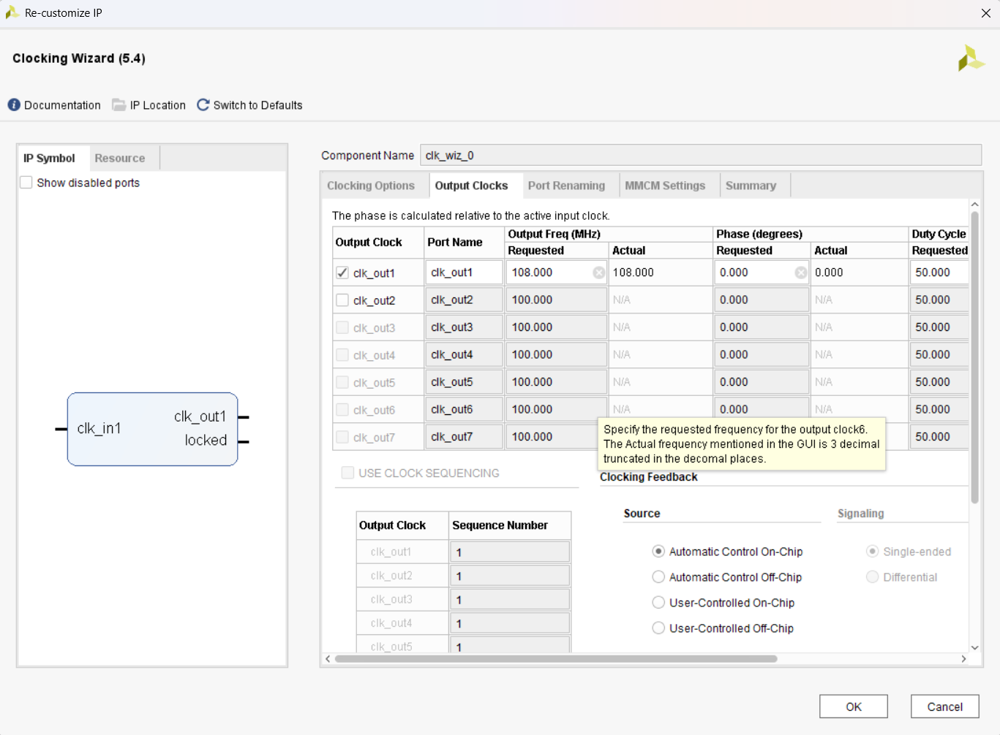 Re-customize IP
Clocking Wizard (5.4)
Documentation IP Location Switch to Defaults
IP Symbol Resource
Show disabled ports
clk_in1
clk_out1
locked
Component Name clk_wiz_0
Clocking Options Output Clocks Port Renaming MMCM Settings Summary
The phase is calculated relative to the active input clock.
Output Clock Port Name Output Freq (MHz) Phase (degrees) Duty Cycle
Requested Actual Requested Actual Requested
clk_out1 clk_out1 108.000 108.000 0.000 0.000 50.000
clk_out2 clk_out2 100.000 N/A 0.000 N/A 50.000
clk_out3 clk_out3 100.000 N/A 0.000 N/A 50.000
clk_out4 clk_out4 100.000 N/A 0.000 N/A 50.000
clk_out5 clk_out5 100.000 N/A 0.000 N/A 50.000
clk_out6 clk_out6 100.000 N/A 0.000 N/A 50.000
clk_out7 clk_out7 100.000 50.000
Specify the requested frequency for the output clock6.
The Actual frequency mentioned in the GUI is 3 decimal
truncated in the decomal places.
USE CLOCK SEQUENCING
Output Clock Sequence Number
clk_out1 1
clk_out2 1
clk_out3 1
clk_out4 1
clk_out5 1
Clocking Feedback
Source
Automatic Control On-Chip
Automatic Control Off-Chip
User-Controlled On-Chip
User-Controlled Off-Chip
Signaling
Single-ended
Differential
OK Cancel